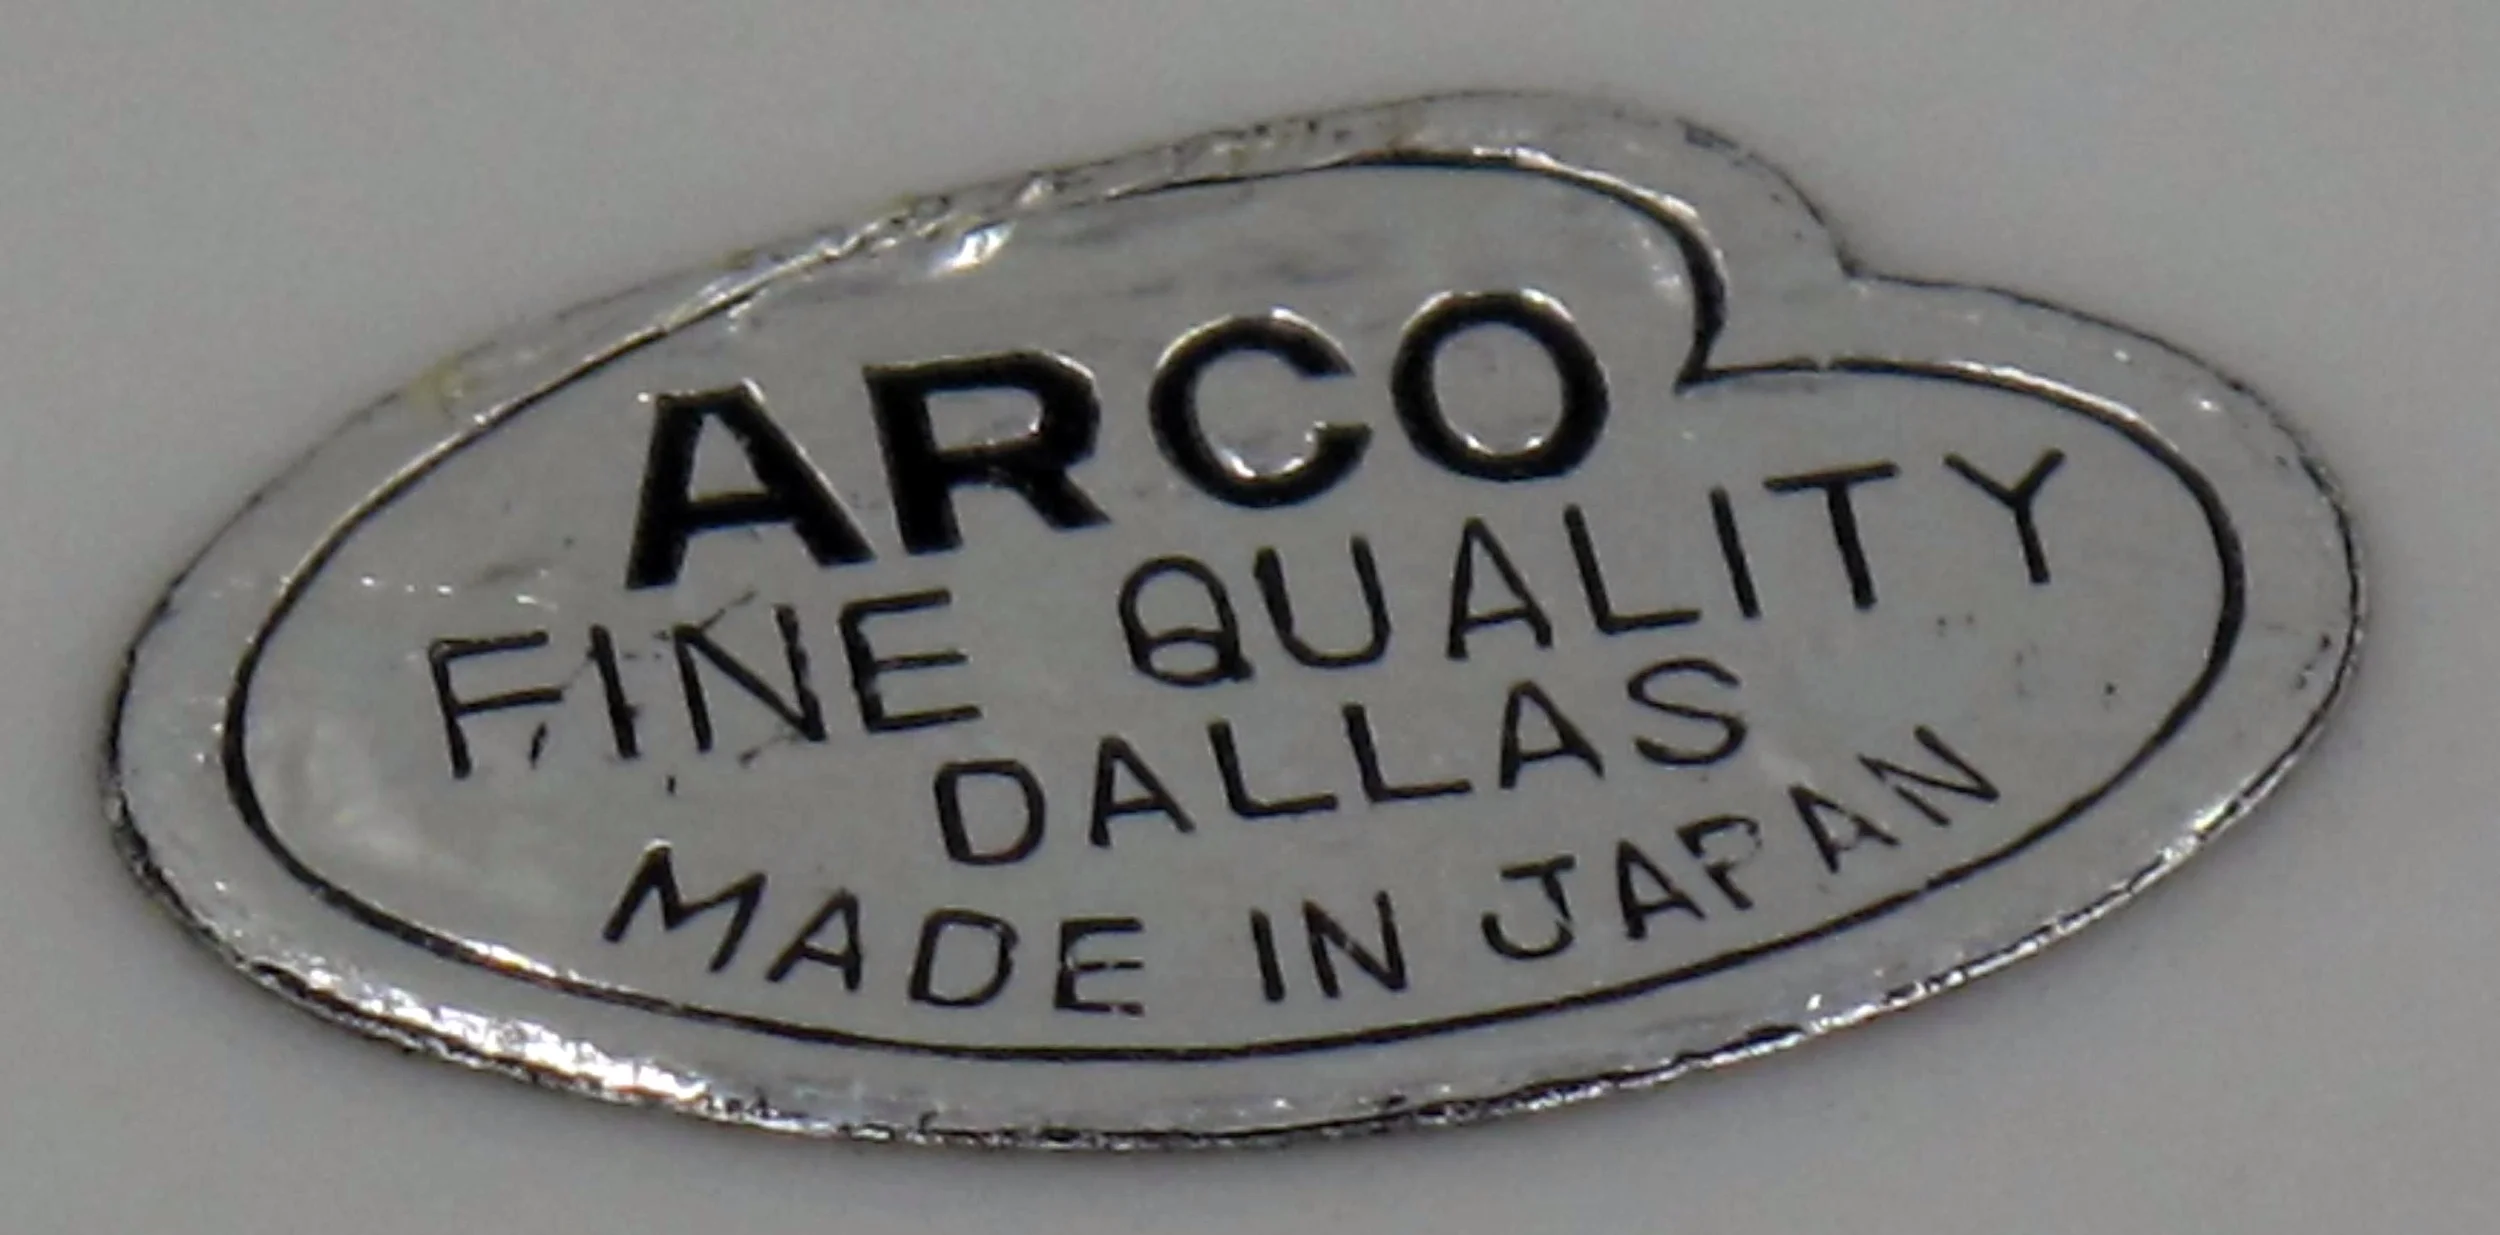 ARCO
FINE QUALITY
DALLAS
MADE IN JAPAN